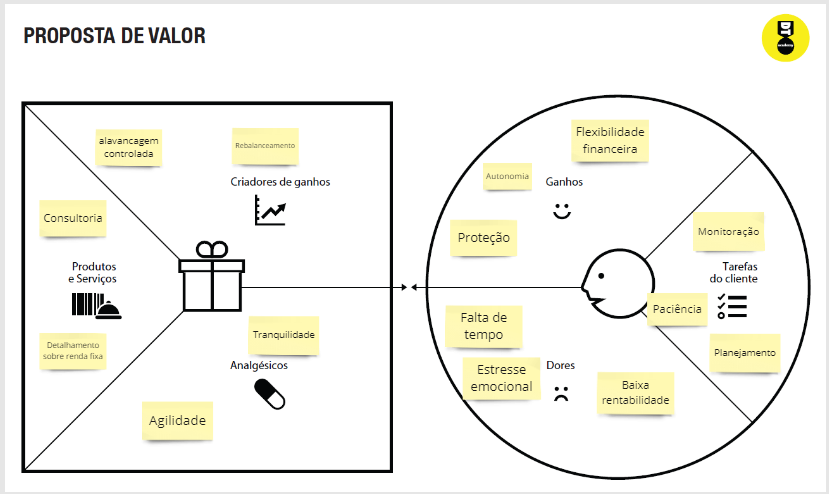 PROPOSTA DE VALOR
academy
alavancagem
controlada
Rebalanceamento
Criadores de ganhos
Consultoria
Produtos
e Serviços
Detalhamento
sobre renda fixa
Tranquilidade
Analgésicos
Agilidade
Flexibilidade
financeira
Autonomia
Ganhos
Proteção
Monitoração
Tarefas
do cliente
Paciência
Planejamento
Falta de
tempo
Estresse
emocional
Dores
Baixa
rentabilidade